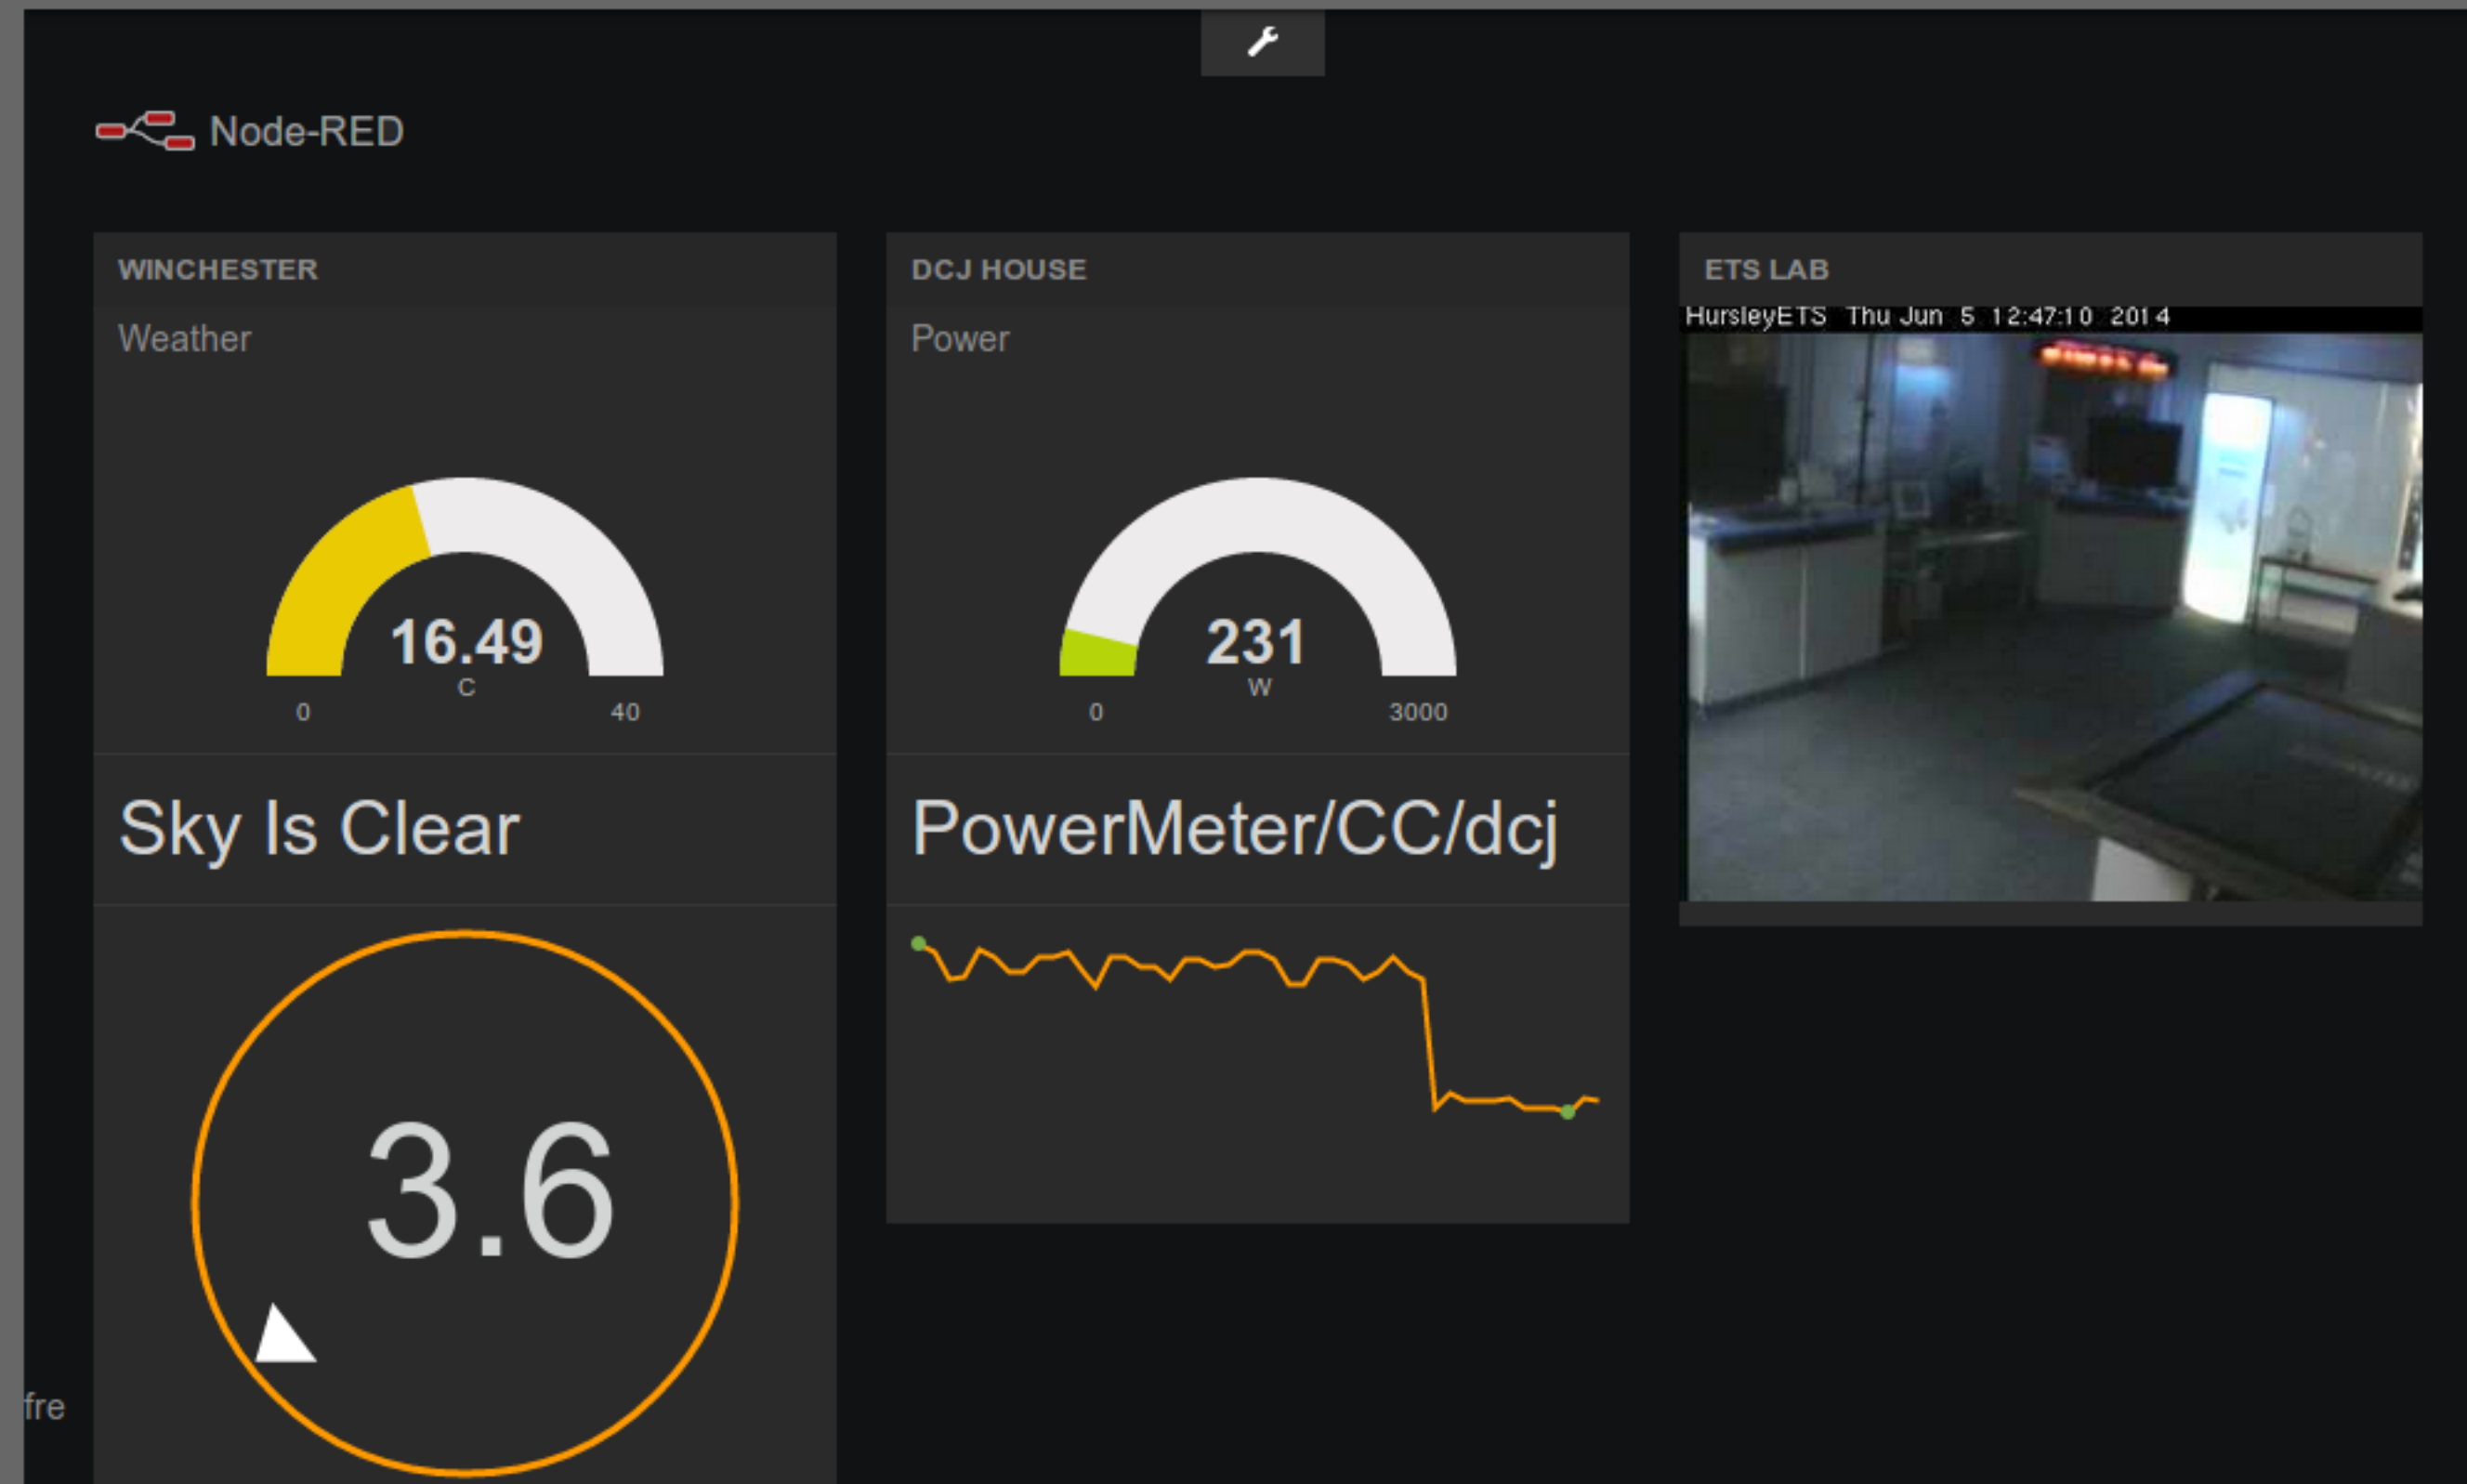 Node-RED
WINCHESTER
Weather
16.49
C
0
40
Sky Is Clear
3.6
fre
DCJ HOUSE
Power
231
W
0
3000
PowerMeter/CC/dcj
ETS LAB
HursleyETS Thu Jun 5 12:47:10 2014